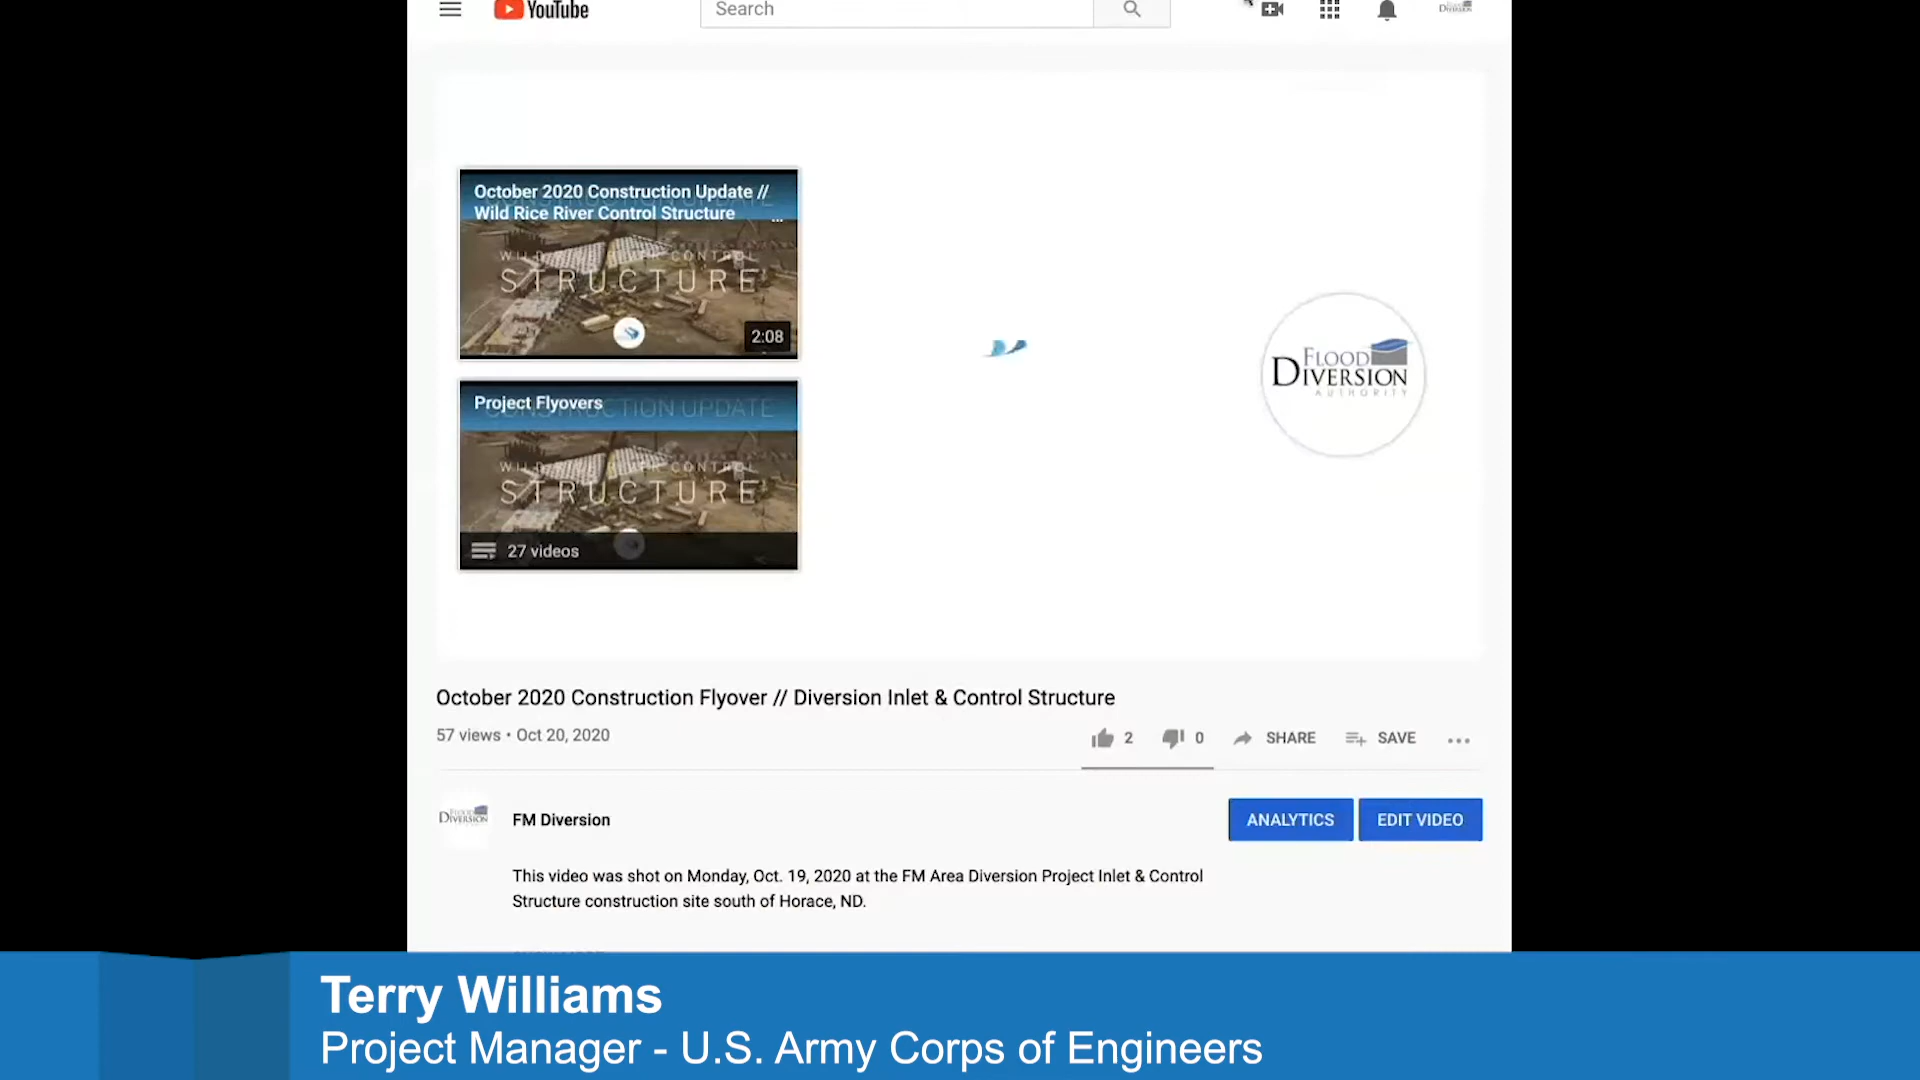 YouTube
Search
October 2020 Construction Update //
Wild Rice River Control Structure
...
STRUCTURE
2:08
Project Flyovers
CONSTRUCTION UPDATE
STRUCTURE
27 videos
FLOOD
DIVERSION
AUTHORITY
October 2020 Construction Flyover // Diversion Inlet & Control Structure
57 views • Oct 20, 2020
2
0
SHARE
SAVE
FLOOD
DIVERSION
FM Diversion
ANALYTICS
EDIT VIDEO
This video was shot on Monday, Oct. 19, 2020 at the FM Area Diversion Project Inlet & Control
Structure construction site south of Horace, ND.
Terry Williams
Project Manager - U.S. Army Corps of Engineers